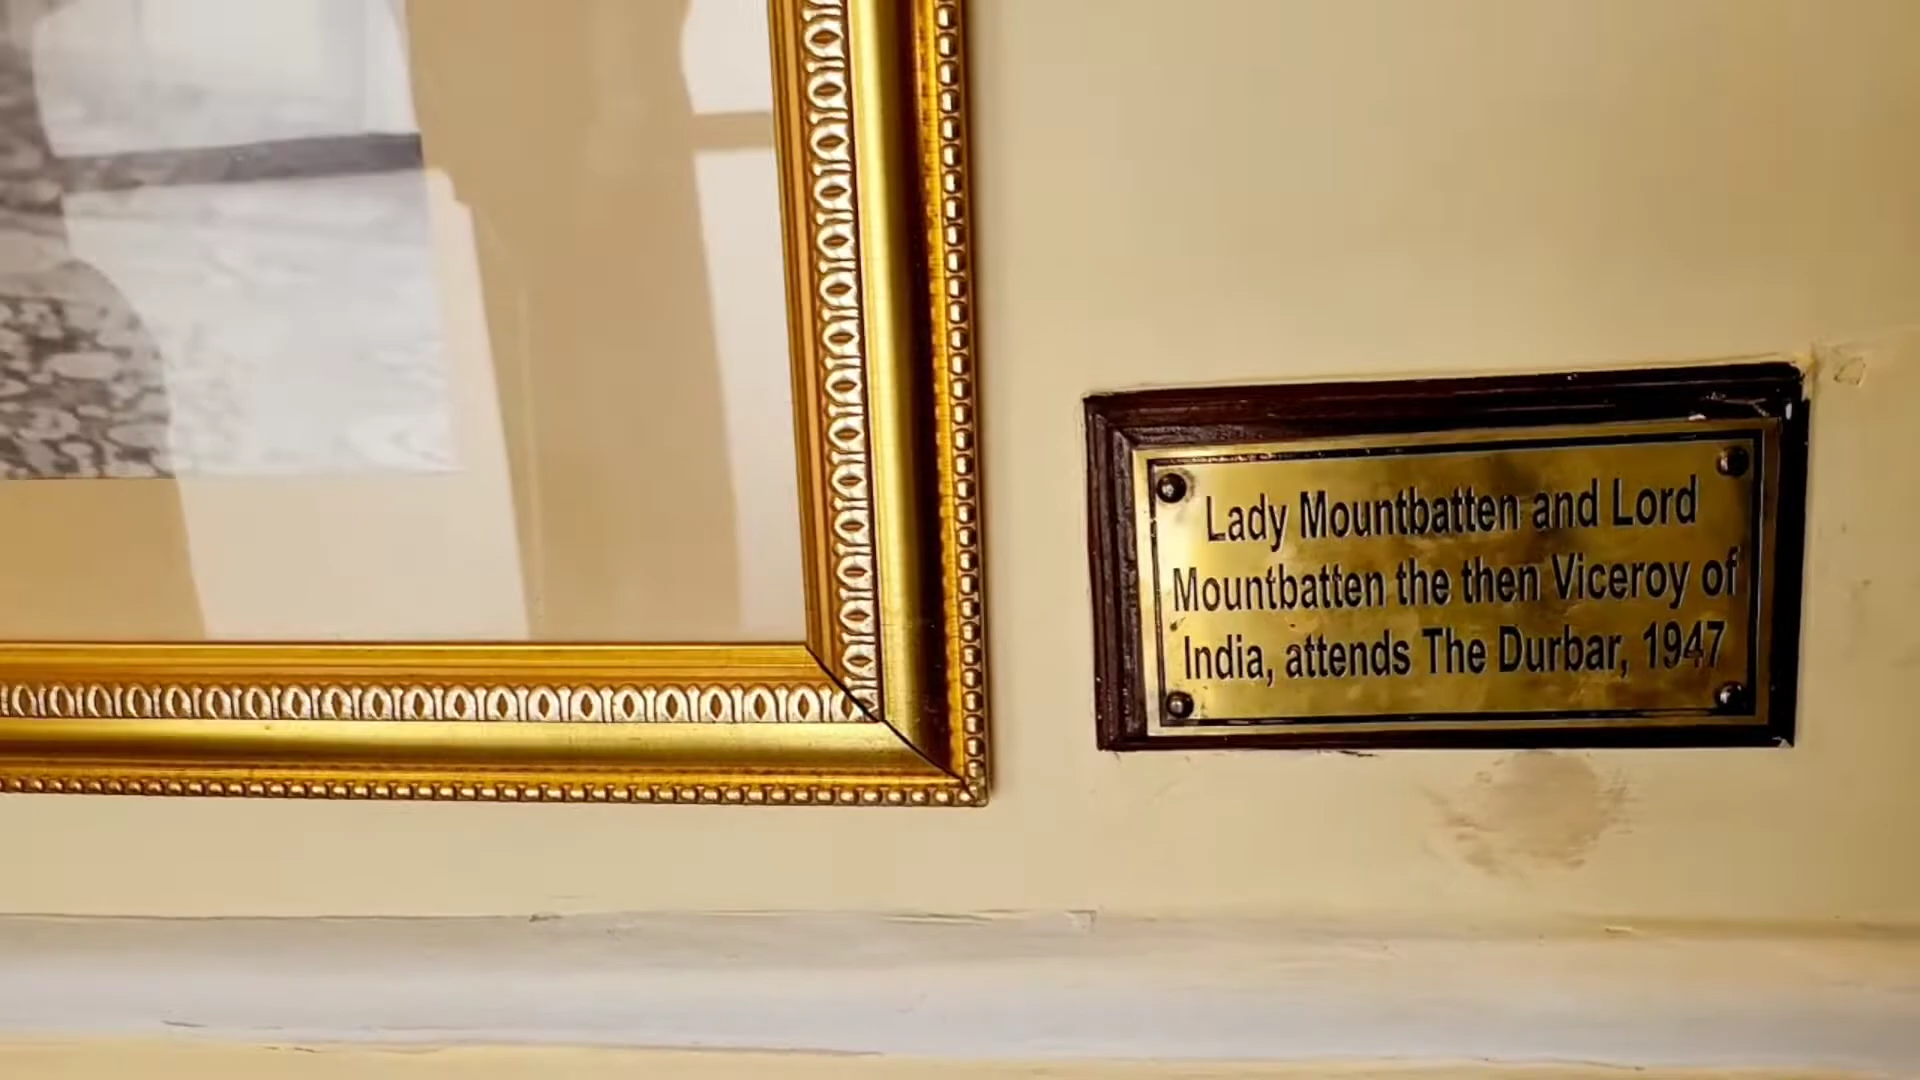 Lady Mountbatten and Lord
Mountbatten the then Viceroy of
India, attends The Durbar, 1947